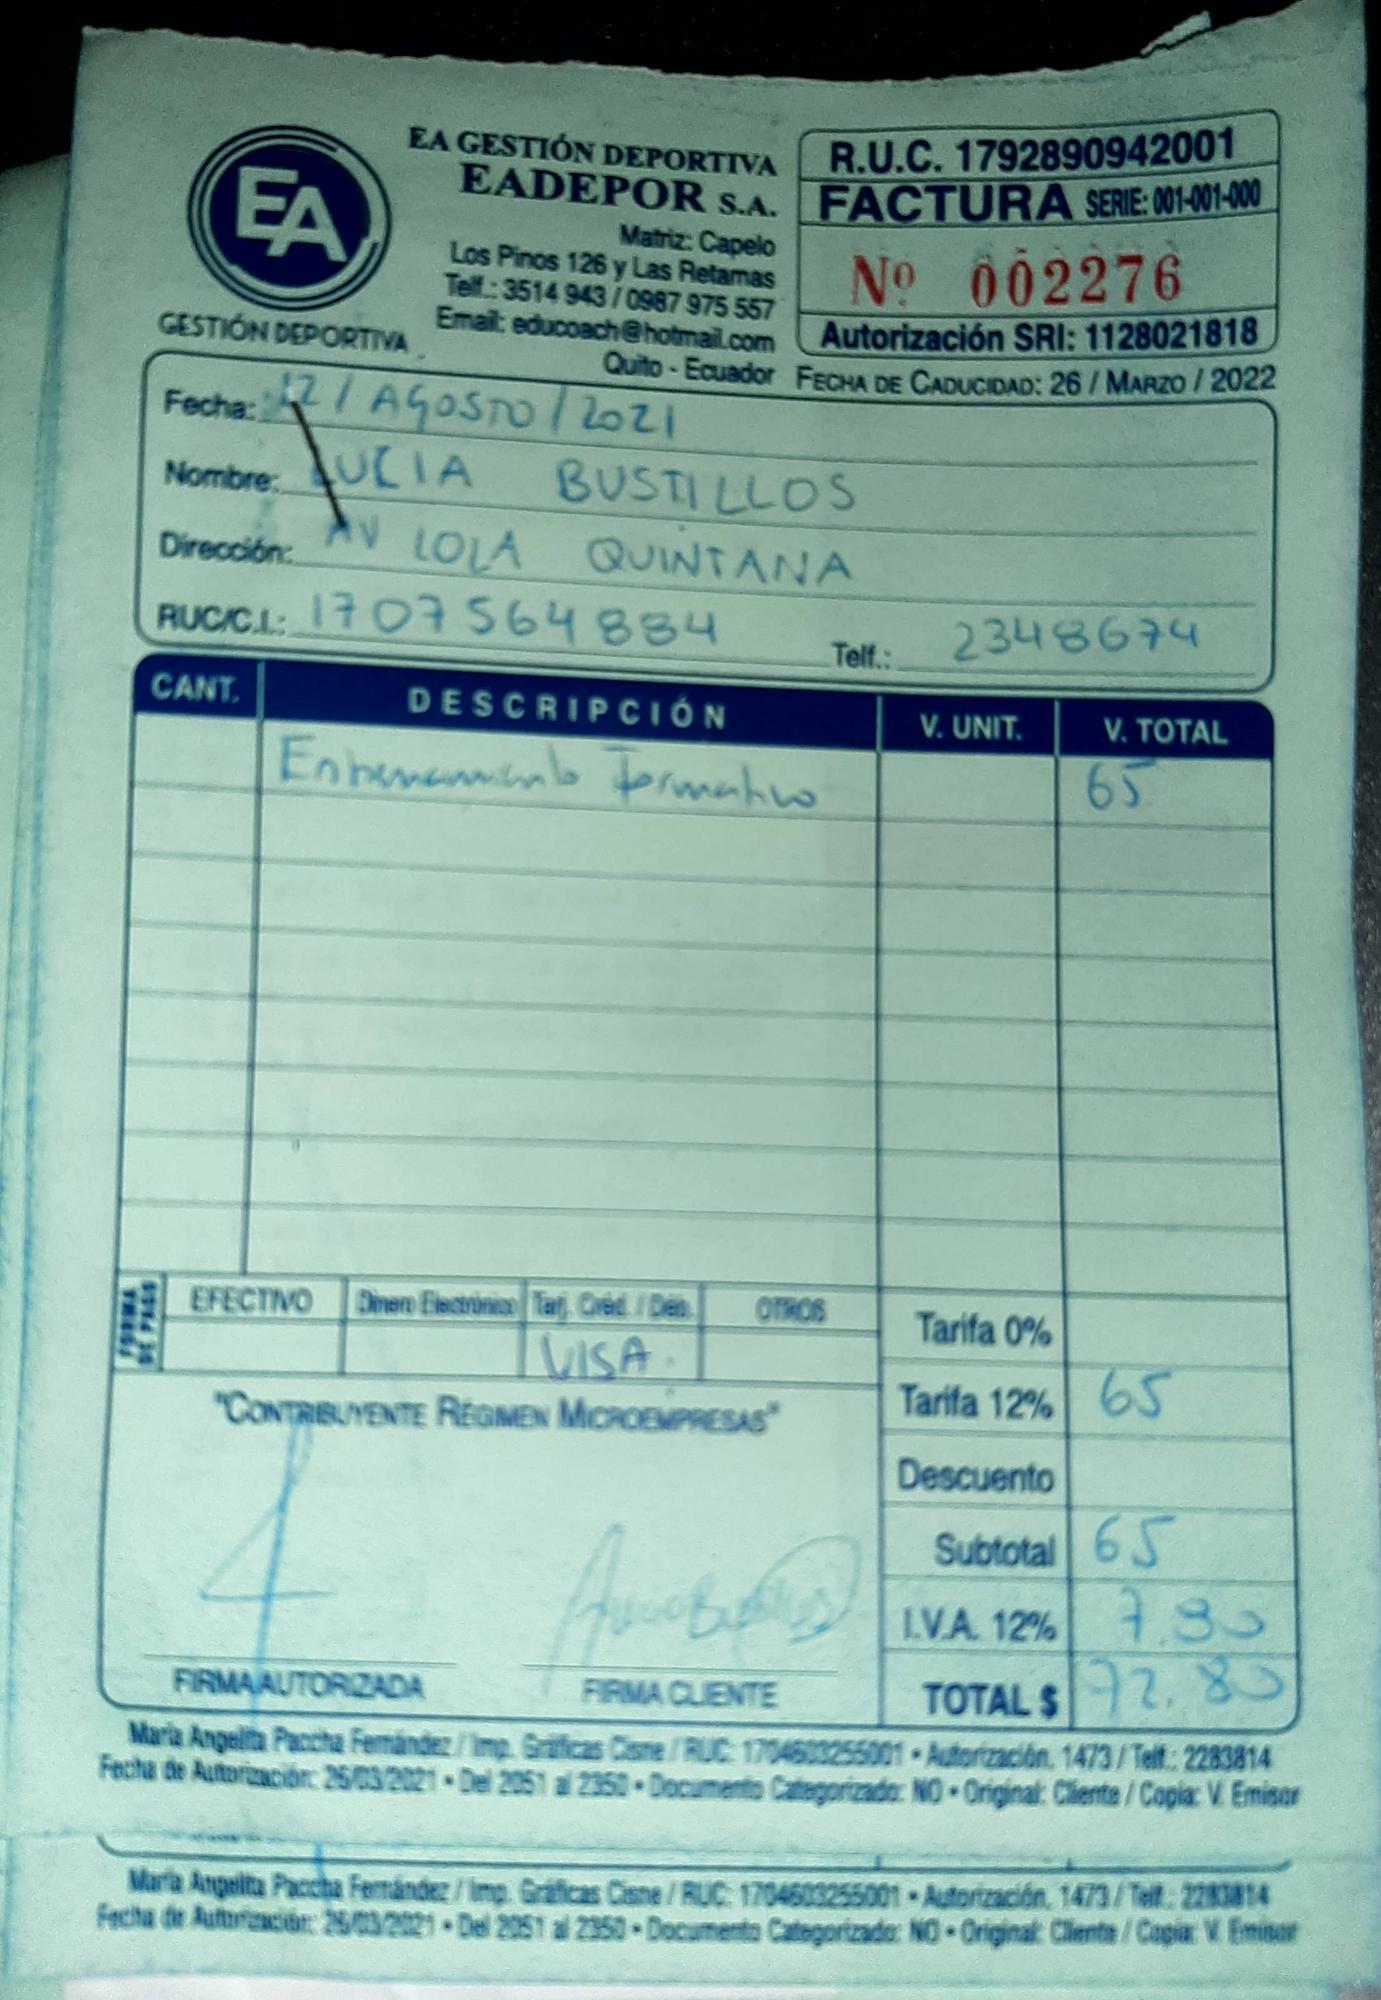 EA
GESTIÓN DEPORTIVA
EA GESTIÓN DEPORTIVA
EADEPOR S.A.
Matriz: Capelo
Los Pinos 126 y Las Retamas
Telf.: 3514 943 / 0987 975 557
Email: educoach@hotmail.com
Quito - Ecuador
R.U.C. 1792890942001
FACTURA SERIE: 001-001-000
Nº 002276
Autorización SRI: 1128021818
FECHA DE CADUCIDAD: 26 / MARZO / 2022
Fecha: 12 / AGOSTO / 2021
Nombre: LUCIA BUSTILLOS
Dirección: AV LOLA QUINTANA
RUC/C.I.: 1707564884 Telf.: 2348674
CANT. DESCRIPCIÓN V. UNIT. V. TOTAL
Entrenamiento Formativo 65
FORMA DE PAGO
EFECTIVO Dinero Electrónico Tarj. Créd. / Déb. OTROS
VISA
Tarifa 0%
Tarifa 12% 65
Descuento
Subtotal 65
I.V.A. 12% 7.80
TOTAL $ 72.80
"CONTRIBUYENTE RÉGIMEN MICROEMPRESAS"
FIRMA AUTORIZADA FIRMA CLIENTE
María Angelita Paccha Fernández / Imp. Gráficas Cisne / RUC: 1704603255001 • Autorización. 1473 / Telf.: 2283814
Fecha de Autorización: 26/03/2021 • Del 2051 al 2350 • Documento Categorizado: NO • Original: Cliente / Copia: V. Emisor
María Angelita Paccha Fernández / Imp. Gráficas Cisne / RUC: 1704603255001 • Autorización. 1473 / Telf.: 2283814
Fecha de Autorización: 26/03/2021 • Del 2051 al 2350 • Documento Categorizado: NO • Original: Cliente / Copia: V. Emisor